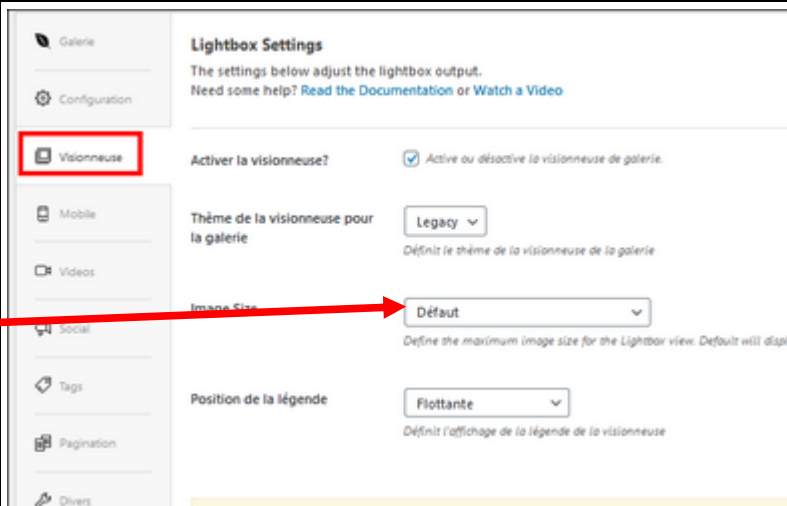 Galerie
Configuration
Visionneuse
Mobile
Videos
Social
Tags
Pagination
Divers
Lightbox Settings
The settings below adjust the lightbox output.
Need some help? Read the Documentation or Watch a Video
Activer la visionneuse?
Active ou désactive la visionneuse de galerie.
Thème de la visionneuse pour
la galerie
Legacy
Définit le thème de la visionneuse de la galerie
Image Size
Défaut
Define the maximum image size for the Lightbox view. Default will disp
Position de la légende
Flottante
Définit l'affichage de la légende de la visionneuse